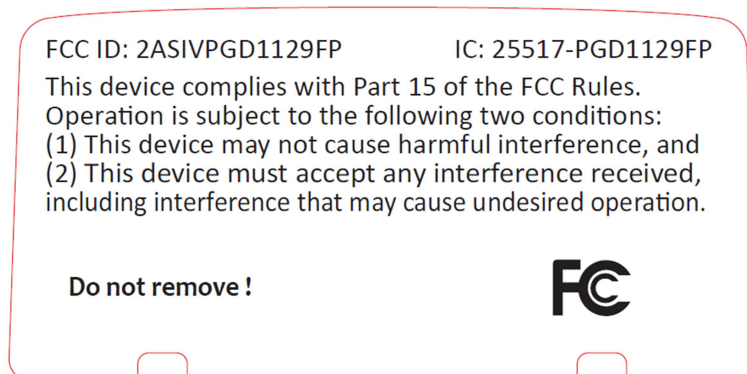 FCC ID: 2ASIVPGD1129FP IC: 25517-PGD1129FP
This device complies with Part 15 of the FCC Rules.
Operation is subject to the following two conditions:
(1) This device may not cause harmful interference, and
(2) This device must accept any interference received,
including interference that may cause undesired operation.
Do not remove ! FC